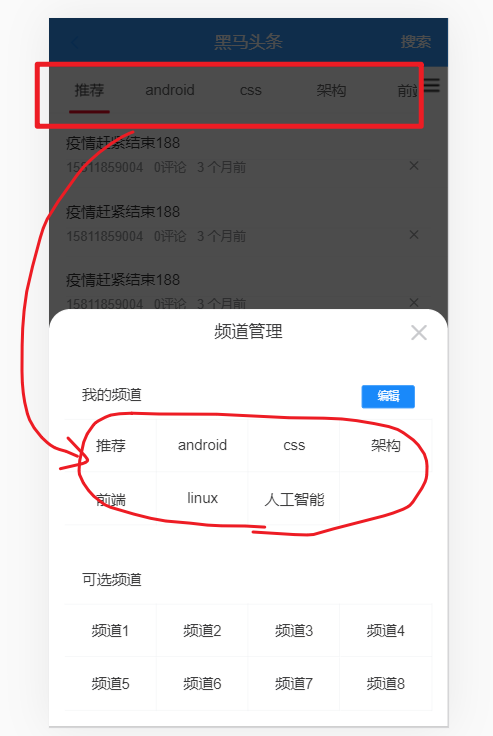 黑马头条 搜索
推荐 android css 架构 前端
疫情赶紧结束188
15811859004 0评论 3 个月前
疫情赶紧结束188
15811859004 0评论 3 个月前
疫情赶紧结束188
15811859004 0评论 3 个月前
频道管理
我的频道 编辑
推荐 android css 架构
前端 linux 人工智能
可选频道
频道1 频道2 频道3 频道4
频道5 频道6 频道7 频道8